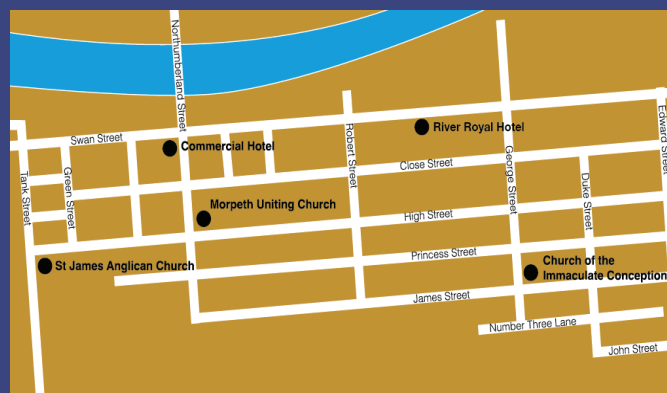 Northumberland Street
Swan Street
Commercial Hotel
River Royal Hotel
Robert Street
Edward Street
Close Street
George Street
Tank Street
Green Street
Duke Street
Morpeth Uniting Church
High Street
Princess Street
St James Anglican Church
Church of the
Immaculate Conception
James Street
Number Three Lane
John Street